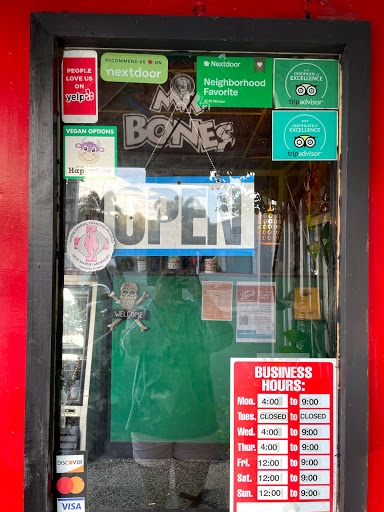 PEOPLE
LOVE US
ON
yelp
RECOMMEND US ON
nextdoor
Nextdoor
Neighborhood
Favorite
CERTIFICATE of
EXCELLENCE
tripadvisor
CERTIFICATE of
EXCELLENCE
tripadvisor
MR
BONES
VEGAN OPTIONS
OPEN
WELCOME
BUSINESS
HOURS:
Mon. 4:00 to 9:00
Tues. CLOSED to CLOSED
Wed. 4:00 to 9:00
Thur. 4:00 to 9:00
Fri. 12:00 to 9:00
Sat. 12:00 to 9:00
Sun. 12:00 to 9:00
DISCOVER
mastercard
VISA